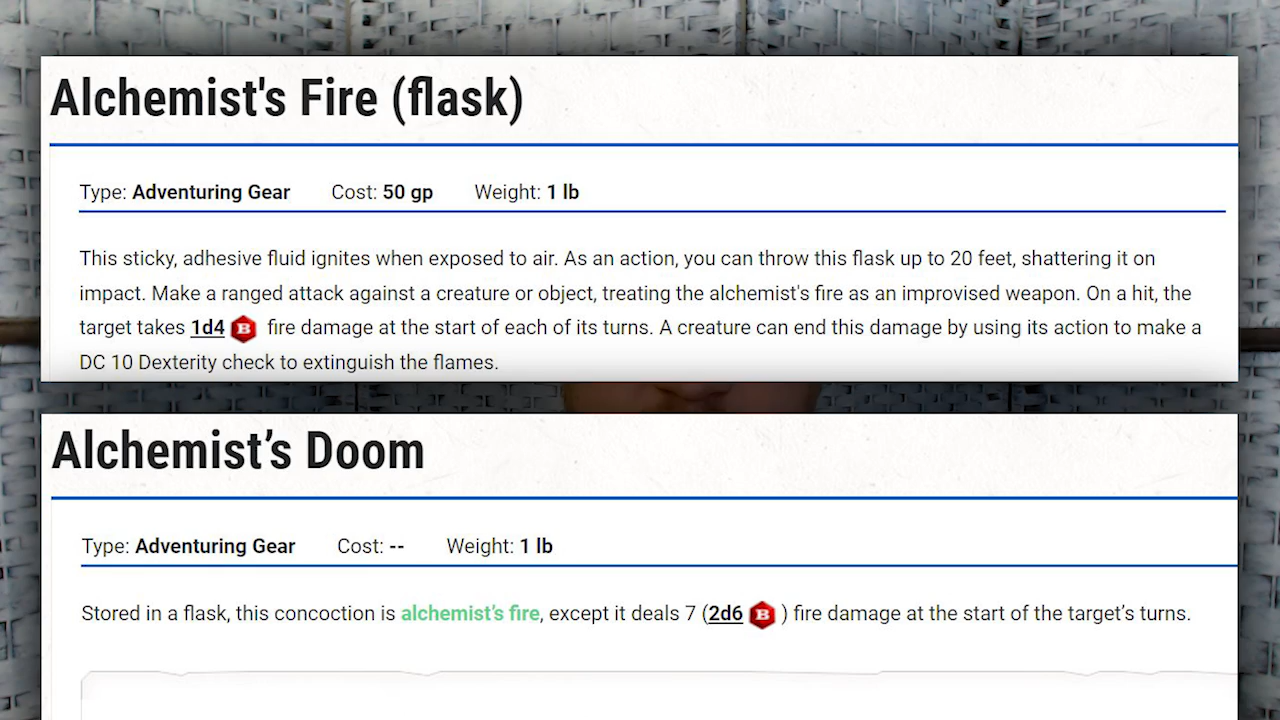 Alchemist's Fire (flask)
Type: Adventuring Gear Cost: 50 gp Weight: 1 lb
This sticky, adhesive fluid ignites when exposed to air. As an action, you can throw this flask up to 20 feet, shattering it on
impact. Make a ranged attack against a creature or object, treating the alchemist's fire as an improvised weapon. On a hit, the
target takes 1d4 B fire damage at the start of each of its turns. A creature can end this damage by using its action to make a
DC 10 Dexterity check to extinguish the flames.
Alchemist’s Doom
Type: Adventuring Gear Cost: -- Weight: 1 lb
Stored in a flask, this concoction is alchemist’s fire, except it deals 7 (2d6 B ) fire damage at the start of the target’s turns.